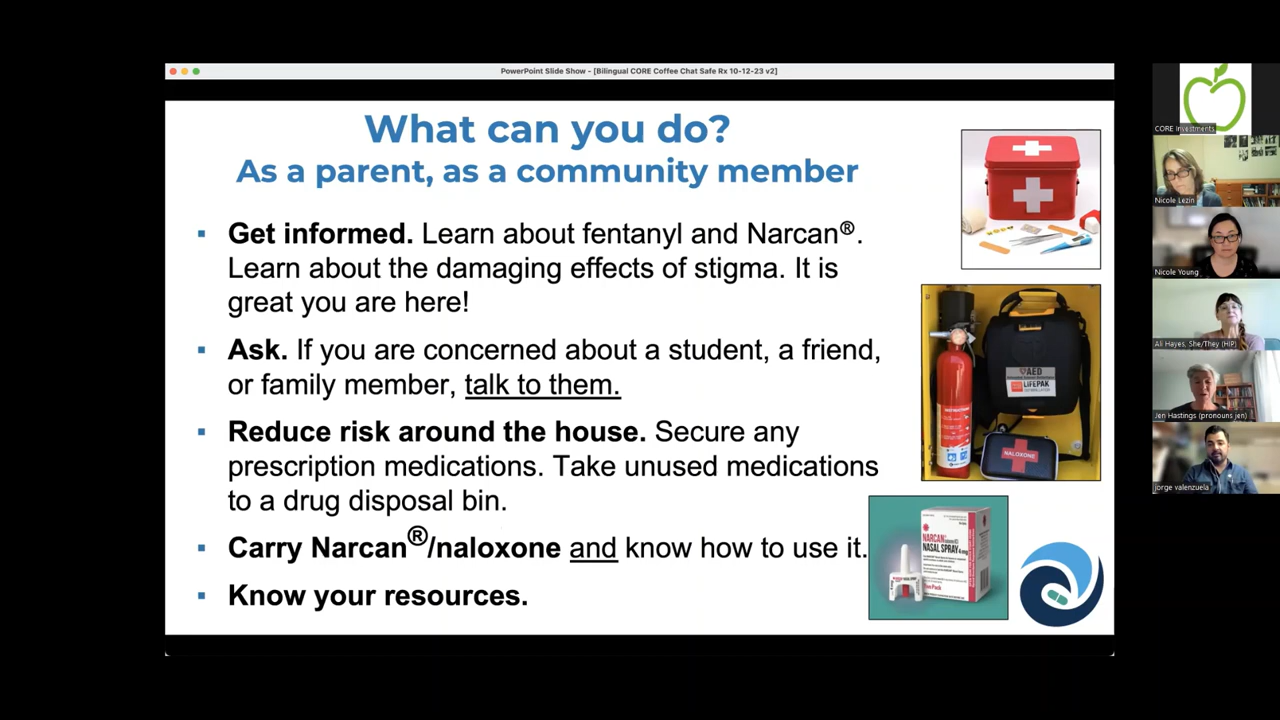 PowerPoint Slide Show - [Bilingual CORE Coffee Chat Safe Rx 10-12-23 v2]
What can you do?
As a parent, as a community member
▪ Get informed. Learn about fentanyl and Narcan®.
Learn about the damaging effects of stigma. It is
great you are here!
▪ Ask. If you are concerned about a student, a friend,
or family member, talk to them.
▪ Reduce risk around the house. Secure any
prescription medications. Take unused medications
to a drug disposal bin.
▪ Carry Narcan®/naloxone and know how to use it.
▪ Know your resources.
AED
LIFEPAK
NALOXONE
NARCAN
NASAL SPRAY 4mg
CORE Investments
Nicole Lezin
Nicole Young
Ali Hayes, She/They (HIP)
Jen Hastings (pronouns jen)
jorge valenzuela